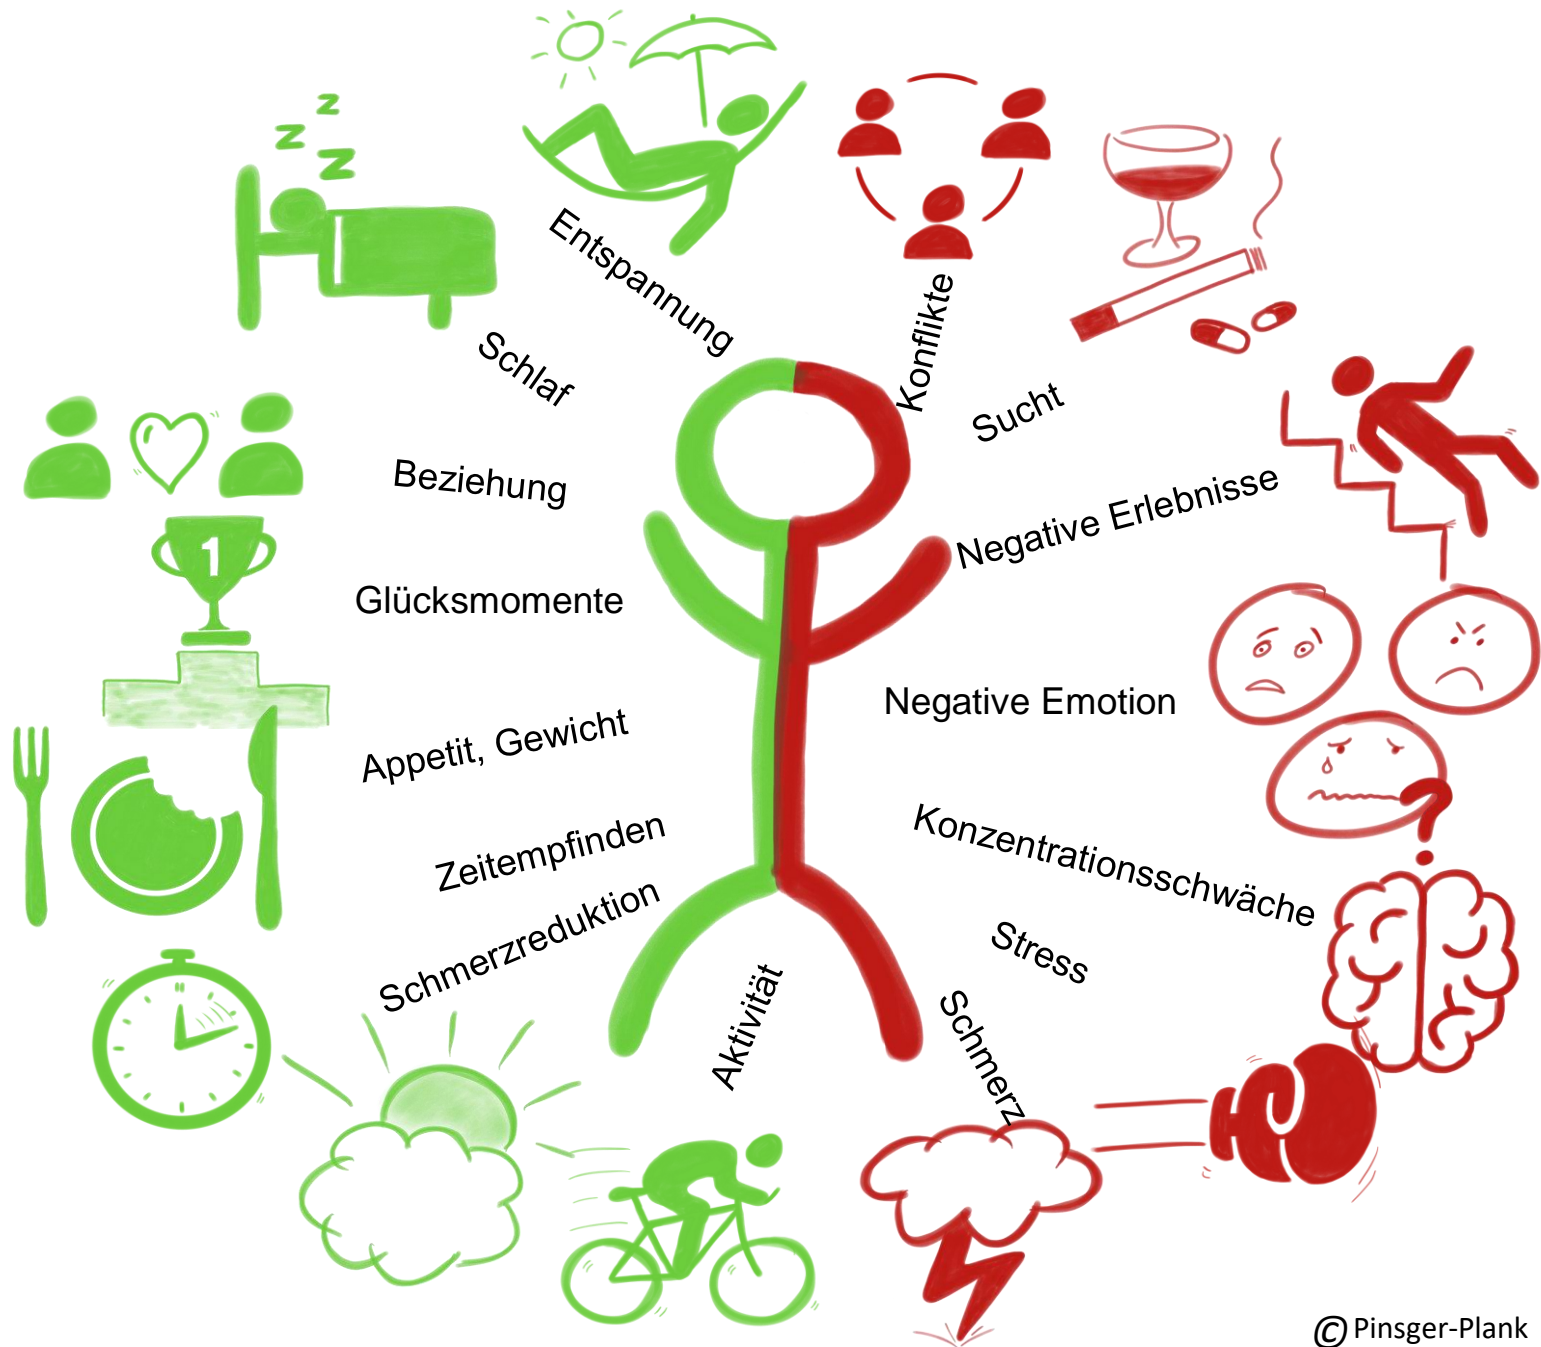 z
z
z
Entspannung
Schlaf
Beziehung
1
Glücksmomente
Appetit, Gewicht
Zeitempfinden
Schmerzreduktion
Aktivität
Konflikte
Sucht
Negative Erlebnisse
Negative Emotion
?
Konzentrationsschwäche
Stress
Schmerz
© Pinsger-Plank